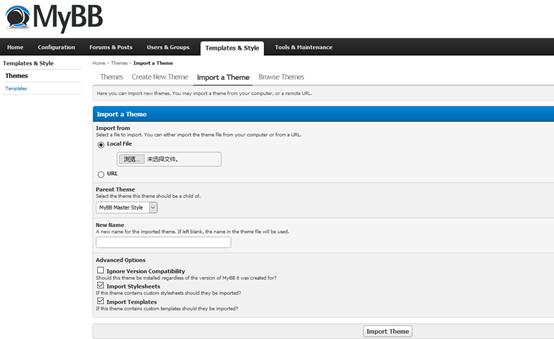 MyBB
Home Configuration Forums & Posts Users & Groups Templates & Style Tools & Maintenance
Templates & Style
Themes
Templates
Home > Themes > Import a Theme
Themes Create New Theme Import a Theme Browse Themes
Here you can import new themes. You may import a theme from your computer, or a remote URL.
Import a Theme
Import from
Select a file to import. You can either import the theme file from your computer or from a URL.
Local File
浏览... 未选择文件。
URL
Parent Theme
Select the theme this theme should be a child of.
MyBB Master Style
New Name
A new name for the imported theme. If left blank, the name in the theme file will be used.
Advanced Options
Ignore Version Compatibility
Should this theme be installed regardless of the version of MyBB it was created for?
Import Stylesheets
If this theme contains custom stylesheets should they be imported?
Import Templates
If this theme contains custom templates should they be imported?
Import Theme